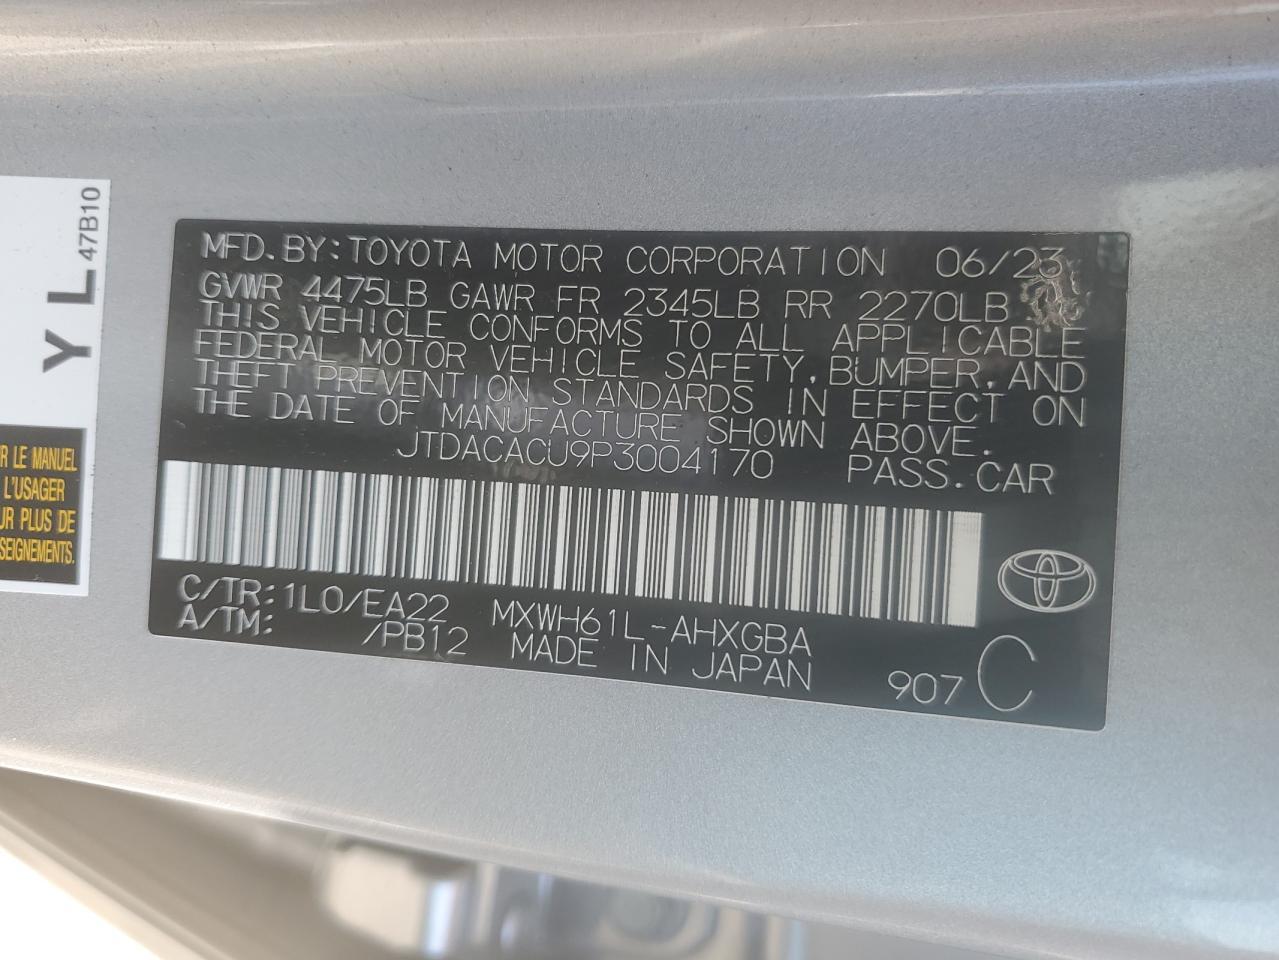 MFD.BY:TOYOTA MOTOR CORPORATION 06/23
GVWR 4475LB GAWR FR 2345LB RR 2270LB
THIS VEHICLE CONFORMS TO ALL APPLICABLE
FEDERAL MOTOR VEHICLE SAFETY,BUMPER,AND
THEFT PREVENTION STANDARDS IN EFFECT ON
THE DATE OF MANUFACTURE SHOWN ABOVE.
JTDACACU9P3004170 PASS.CAR
C/TR:1L0/EA22 MXWH61L-AHXGBA
A/TM: /PB12 MADE IN JAPAN 907 C
YL
47B10
R LE MANUEL
L'USAGER
UR PLUS DE
SEIGNEMENTS.